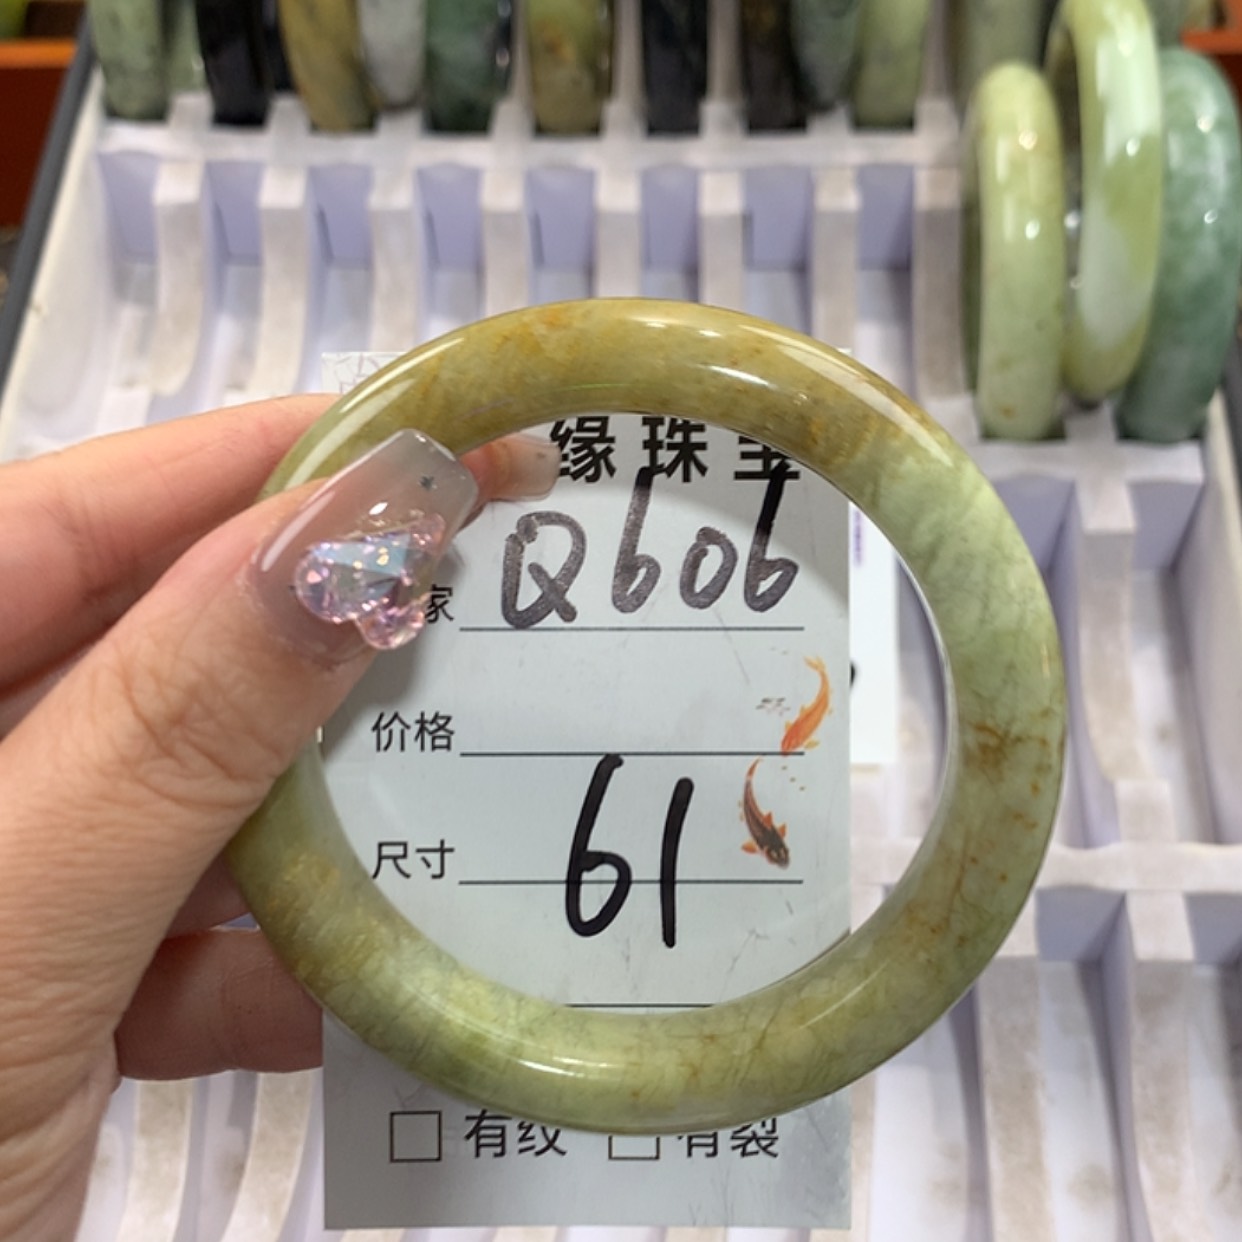 缘珠宝
家 Q606
价格
尺寸 61
有纹 有裂